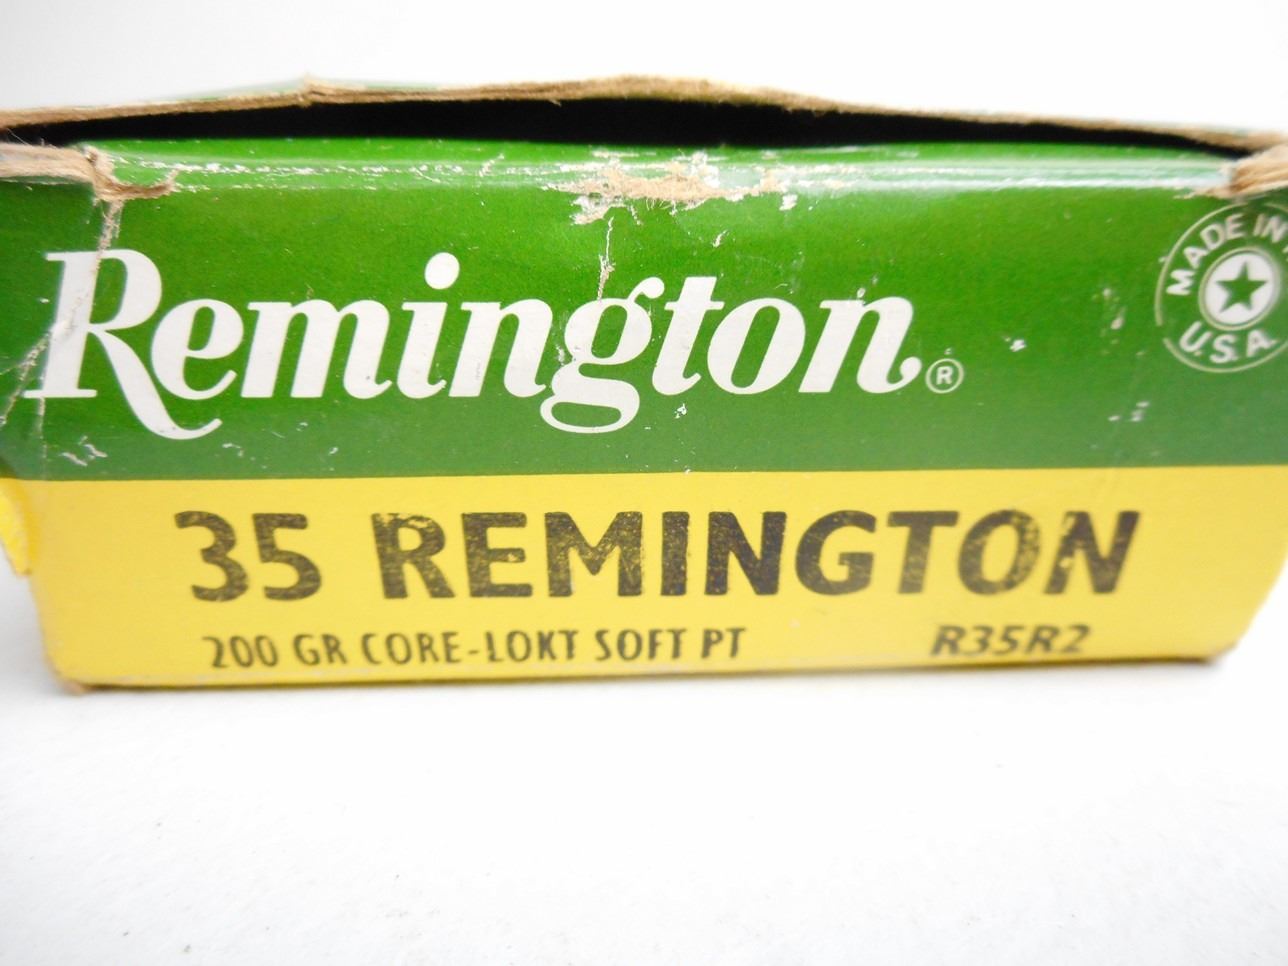 Remington®
MADE IN
U.S.A.
35 REMINGTON
200 GR CORE-LOKT SOFT PT R35R2